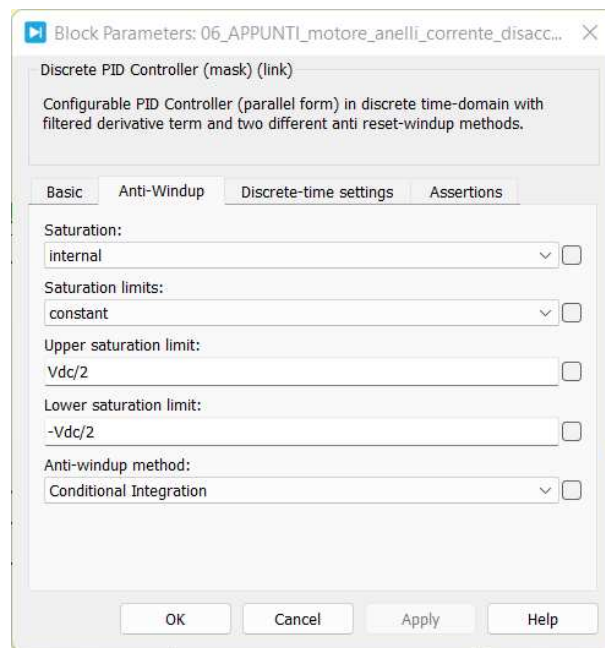 Block Parameters: 06_APPUNTI_motore_anelli_corrente_disacc...
Discrete PID Controller (mask) (link)
Configurable PID Controller (parallel form) in discrete time-domain with
filtered derivative term and two different anti reset-windup methods.
Basic Anti-Windup Discrete-time settings Assertions
Saturation:
internal
Saturation limits:
constant
Upper saturation limit:
Vdc/2
Lower saturation limit:
-Vdc/2
Anti-windup method:
Conditional Integration
OK Cancel Apply Help